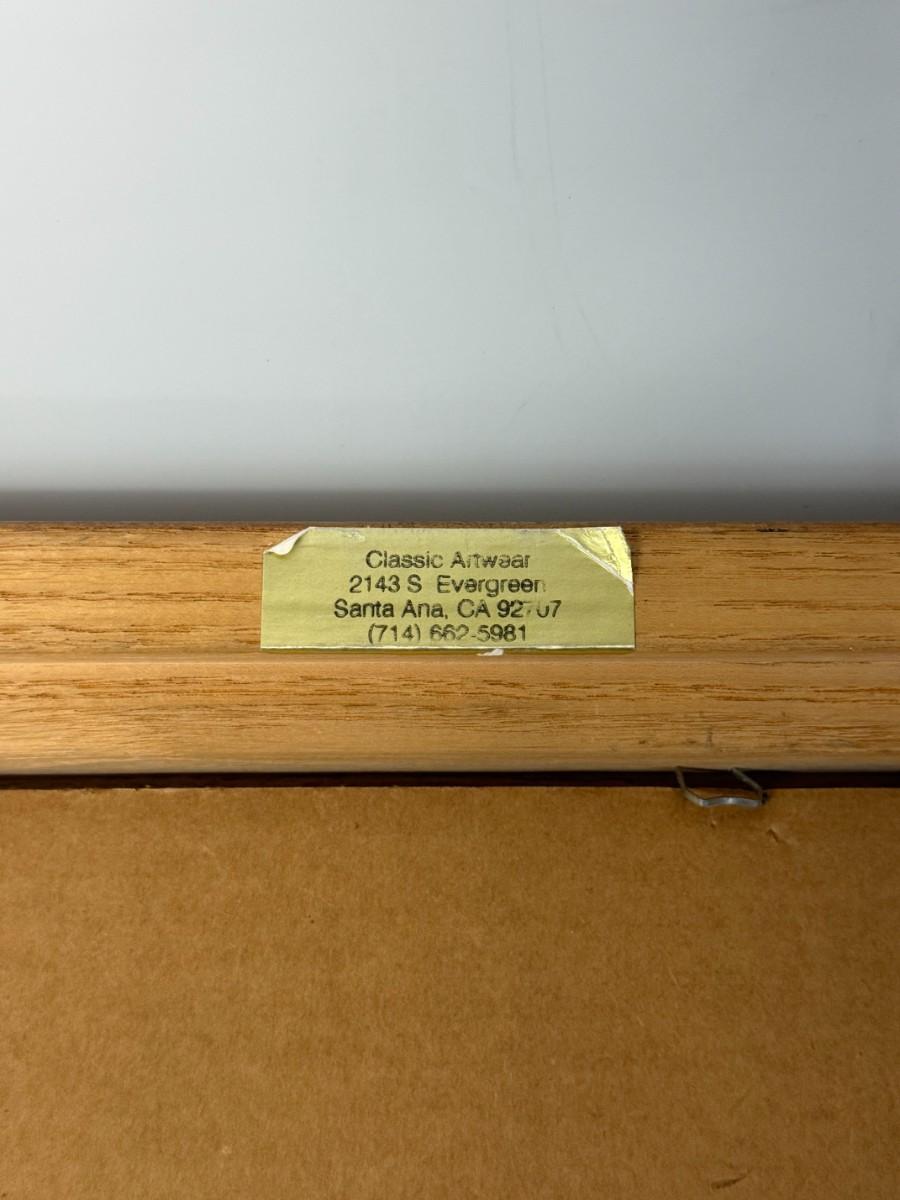 Classic Artwear
2143 S Evergreen
Santa Ana, CA 92707
(714) 662-5981